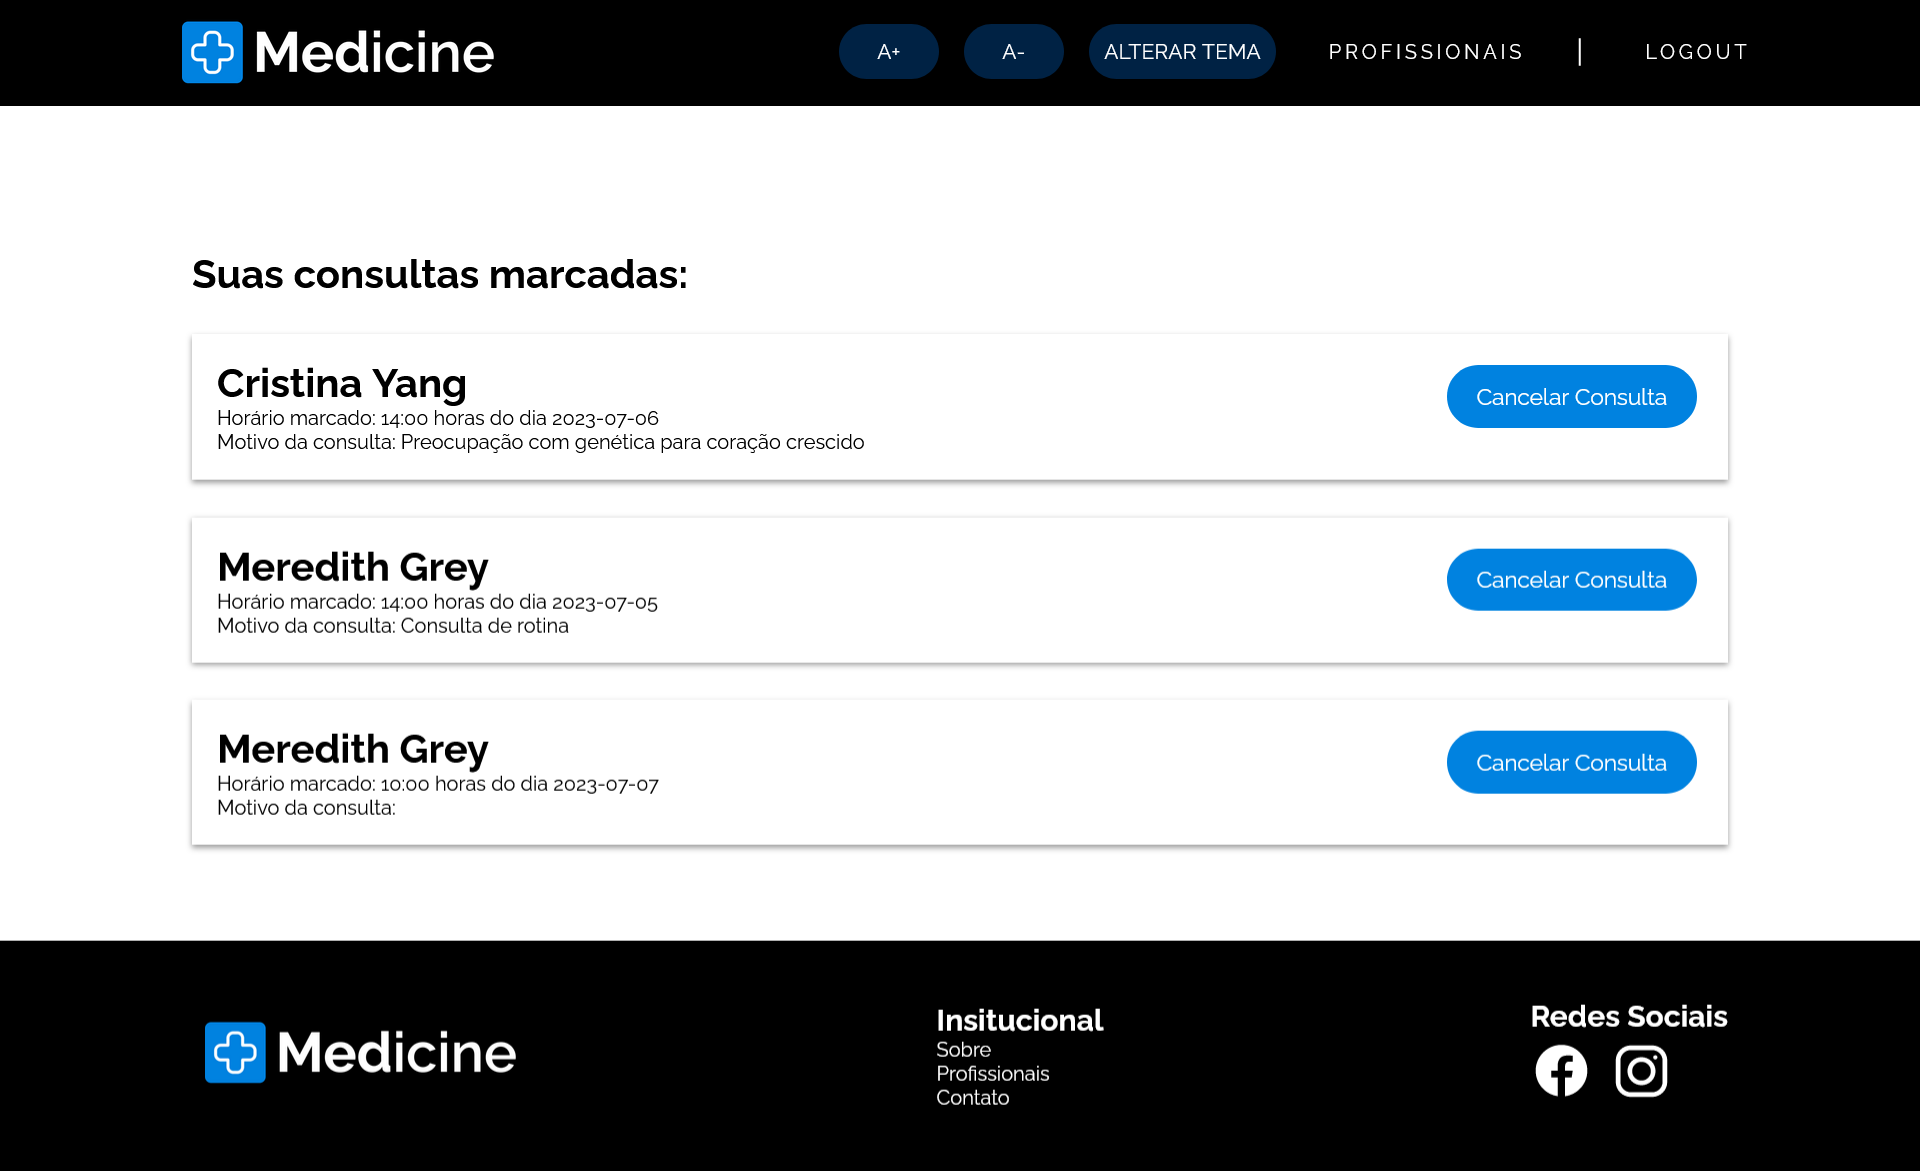 Medicine
A+
A-
ALTERAR TEMA
PROFISSIONAIS
|
LOGOUT
Suas consultas marcadas:
Cristina Yang
Horário marcado: 14:00 horas do dia 2023-07-06
Motivo da consulta: Preocupação com genética para coração crescido
Cancelar Consulta
Meredith Grey
Horário marcado: 14:00 horas do dia 2023-07-05
Motivo da consulta: Consulta de rotina
Cancelar Consulta
Meredith Grey
Horário marcado: 10:00 horas do dia 2023-07-07
Motivo da consulta:
Cancelar Consulta
Medicine
Insitucional
Sobre
Profissionais
Contato
Redes Sociais